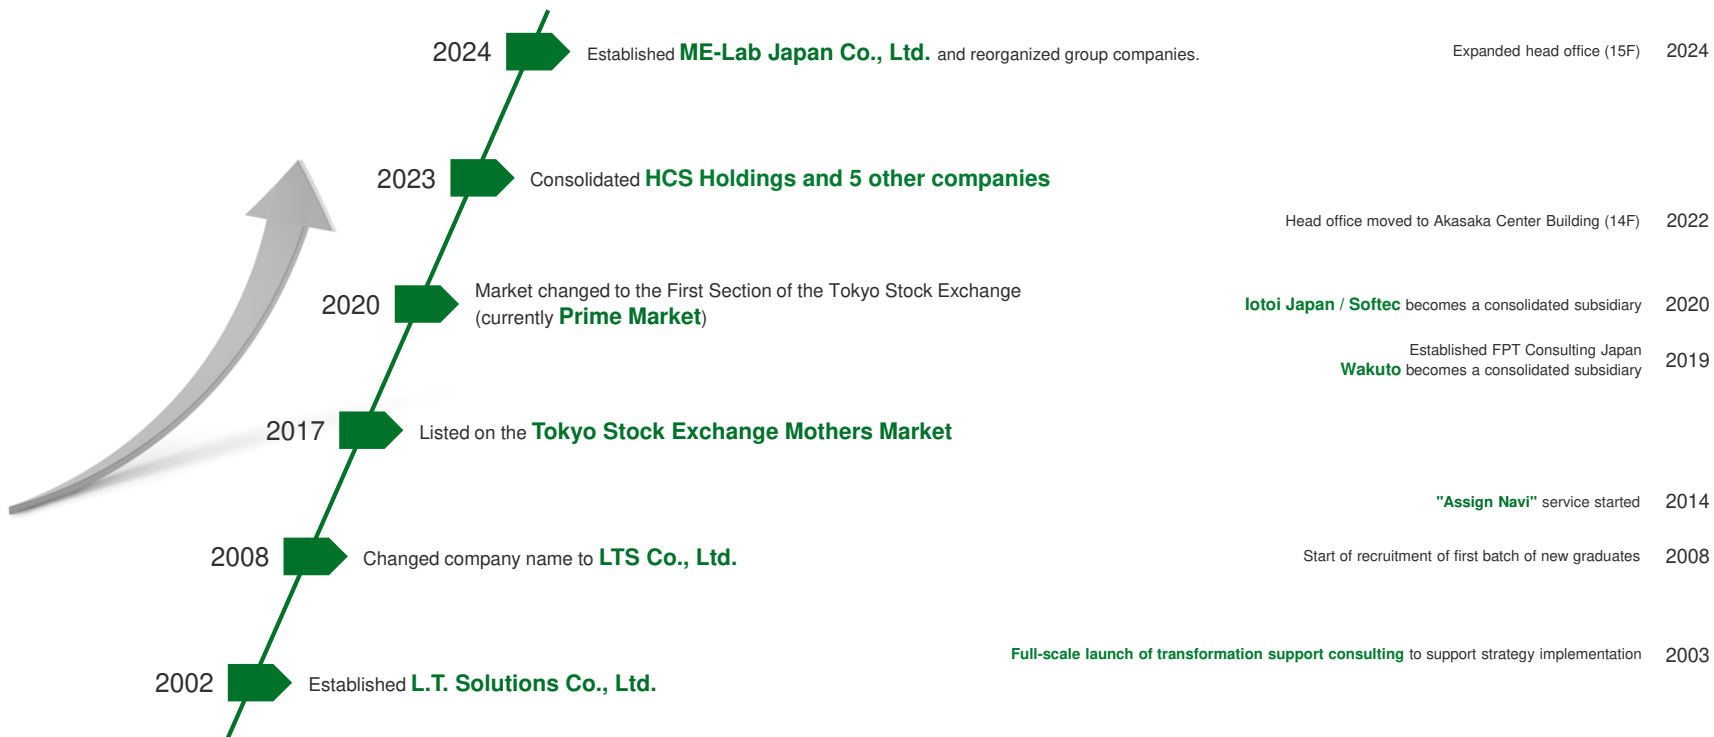 2024 Established ME-Lab Japan Co., Ltd. and reorganized group companies.
Expanded head office (15F) 2024
2023 Consolidated HCS Holdings and 5 other companies
Head office moved to Akasaka Center Building (14F) 2022
2020 Market changed to the First Section of the Tokyo Stock Exchange
(currently Prime Market)
Iotoi Japan / Softec becomes a consolidated subsidiary 2020
Established FPT Consulting Japan
Wakuto becomes a consolidated subsidiary 2019
2017 Listed on the Tokyo Stock Exchange Mothers Market
"Assign Navi" service started 2014
2008 Changed company name to LTS Co., Ltd.
Start of recruitment of first batch of new graduates 2008
Full-scale launch of transformation support consulting to support strategy implementation 2003
2002 Established L.T. Solutions Co., Ltd.